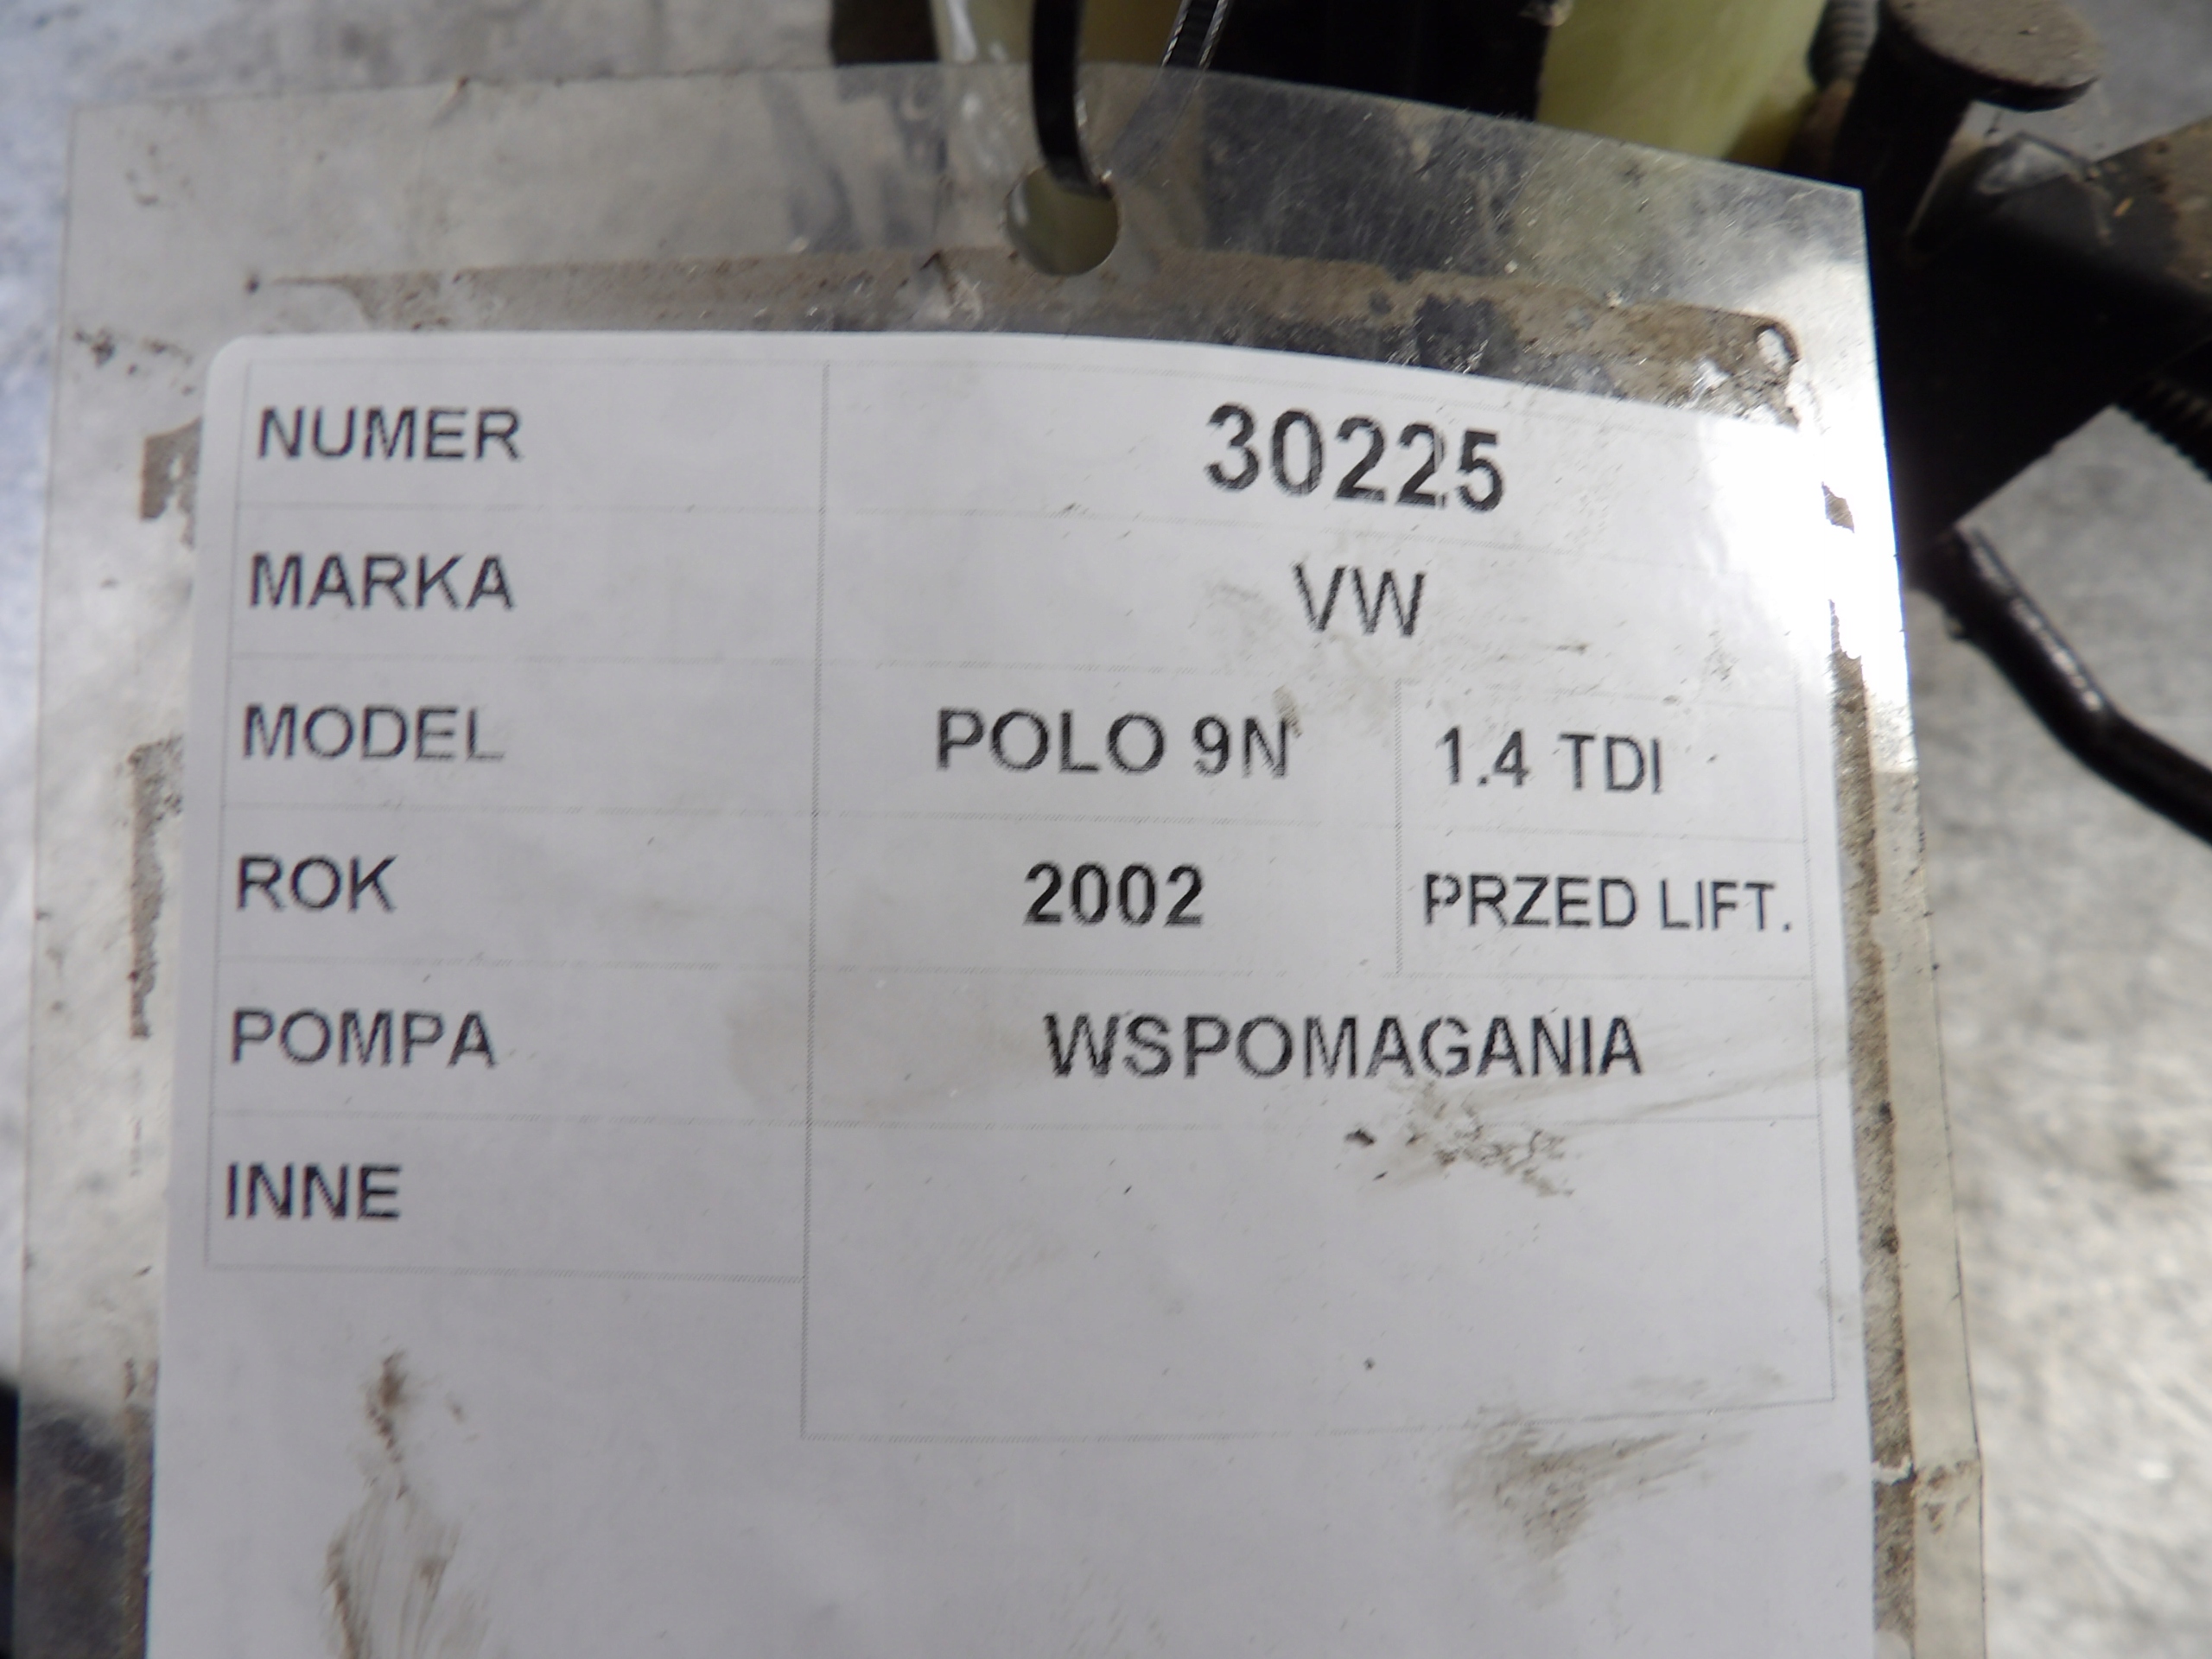 NUMER 30225
MARKA VW
MODEL POLO 9N 1.4 TDI
ROK 2002 PRZED LIFT.
POMPA WSPOMAGANIA
INNE